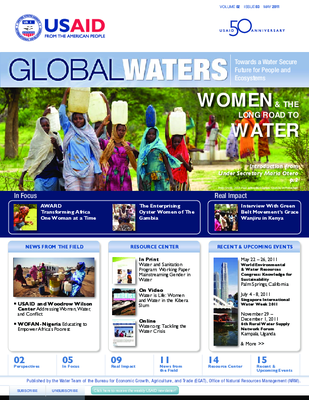 VOLUME 02 ISSUE 02 MAY 2011
USAID
FROM THE AMERICAN PEOPLE
USAID 50 ANNIVERSARY
GLOBALWATERS
Towards a Water Secure
Future for People and
Ecosystems
WOMEN & THE
LONG ROAD TO
WATER
Introduction from
Under Secretary Maria Otero
In Focus
Real Impact
AWARD
Transforming Africa
One Woman at a Time
The Enterprising
Oyster Women of The
Gambia
Interview With Green
Belt Movement's Grace
Wanjiru in Kenya
NEWS FROM THE FIELD
• USAID and Woodrow Wilson
Center Addressing Women, Water,
and Conflict
• WOFAN-Nigeria Educating to
Empower Africa's Poorest
RESOURCE CENTER
In Print
Water and Sanitation
Program: Working Paper
Mainstreaming Gender in
Water
On Video
Water is Life: Women
and Water in the Kibera
Slum
Online
Water.org: Tackling the
Water Crisis
RECENT & UPCOMING EVENTS
May 22 – 26, 2011
World Environmental
& Water Resources
Congress: Knowledge for
Sustainability
Palm Springs, California
July 4 - 8, 2011
Singapore International
Water Week 2011
November 29 –
December 1, 2011
6th Rural Water Supply
Network Forum
Kampala, Uganda
& More >>
02
Perspectives
05
In Focus
09
Real Impact
11
News from
the Field
14
Resource Center
15
Recent &
Upcoming Events
Published by the Water Team of the Bureau for Economic Growth, Agriculture, and Trade (EGAT), Office of Natural Resources Management (NRM).
SUBSCRIBE
UNSUBSCRIBE